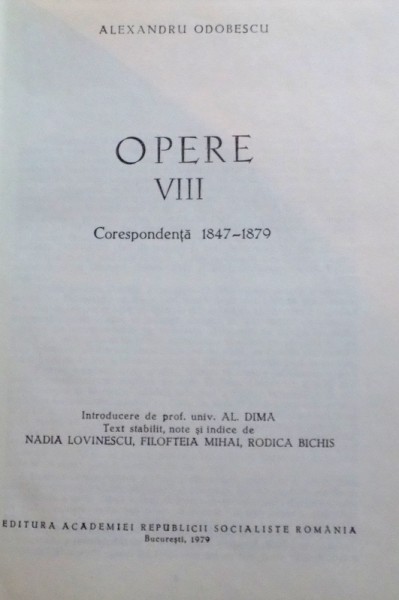 ALEXANDRU ODOBESCU
OPERE
VIII
Corespondență 1847-1879
Introducere de prof. univ. AL. DIMA
Text stabilit, note și indice de
NADIA LOVINESCU, FILOFTEIA MIHAI, RODICA BICHIS
EDITURA ACADEMIEI REPUBLICII SOCIALISTE ROMÂNIA
București, 1979